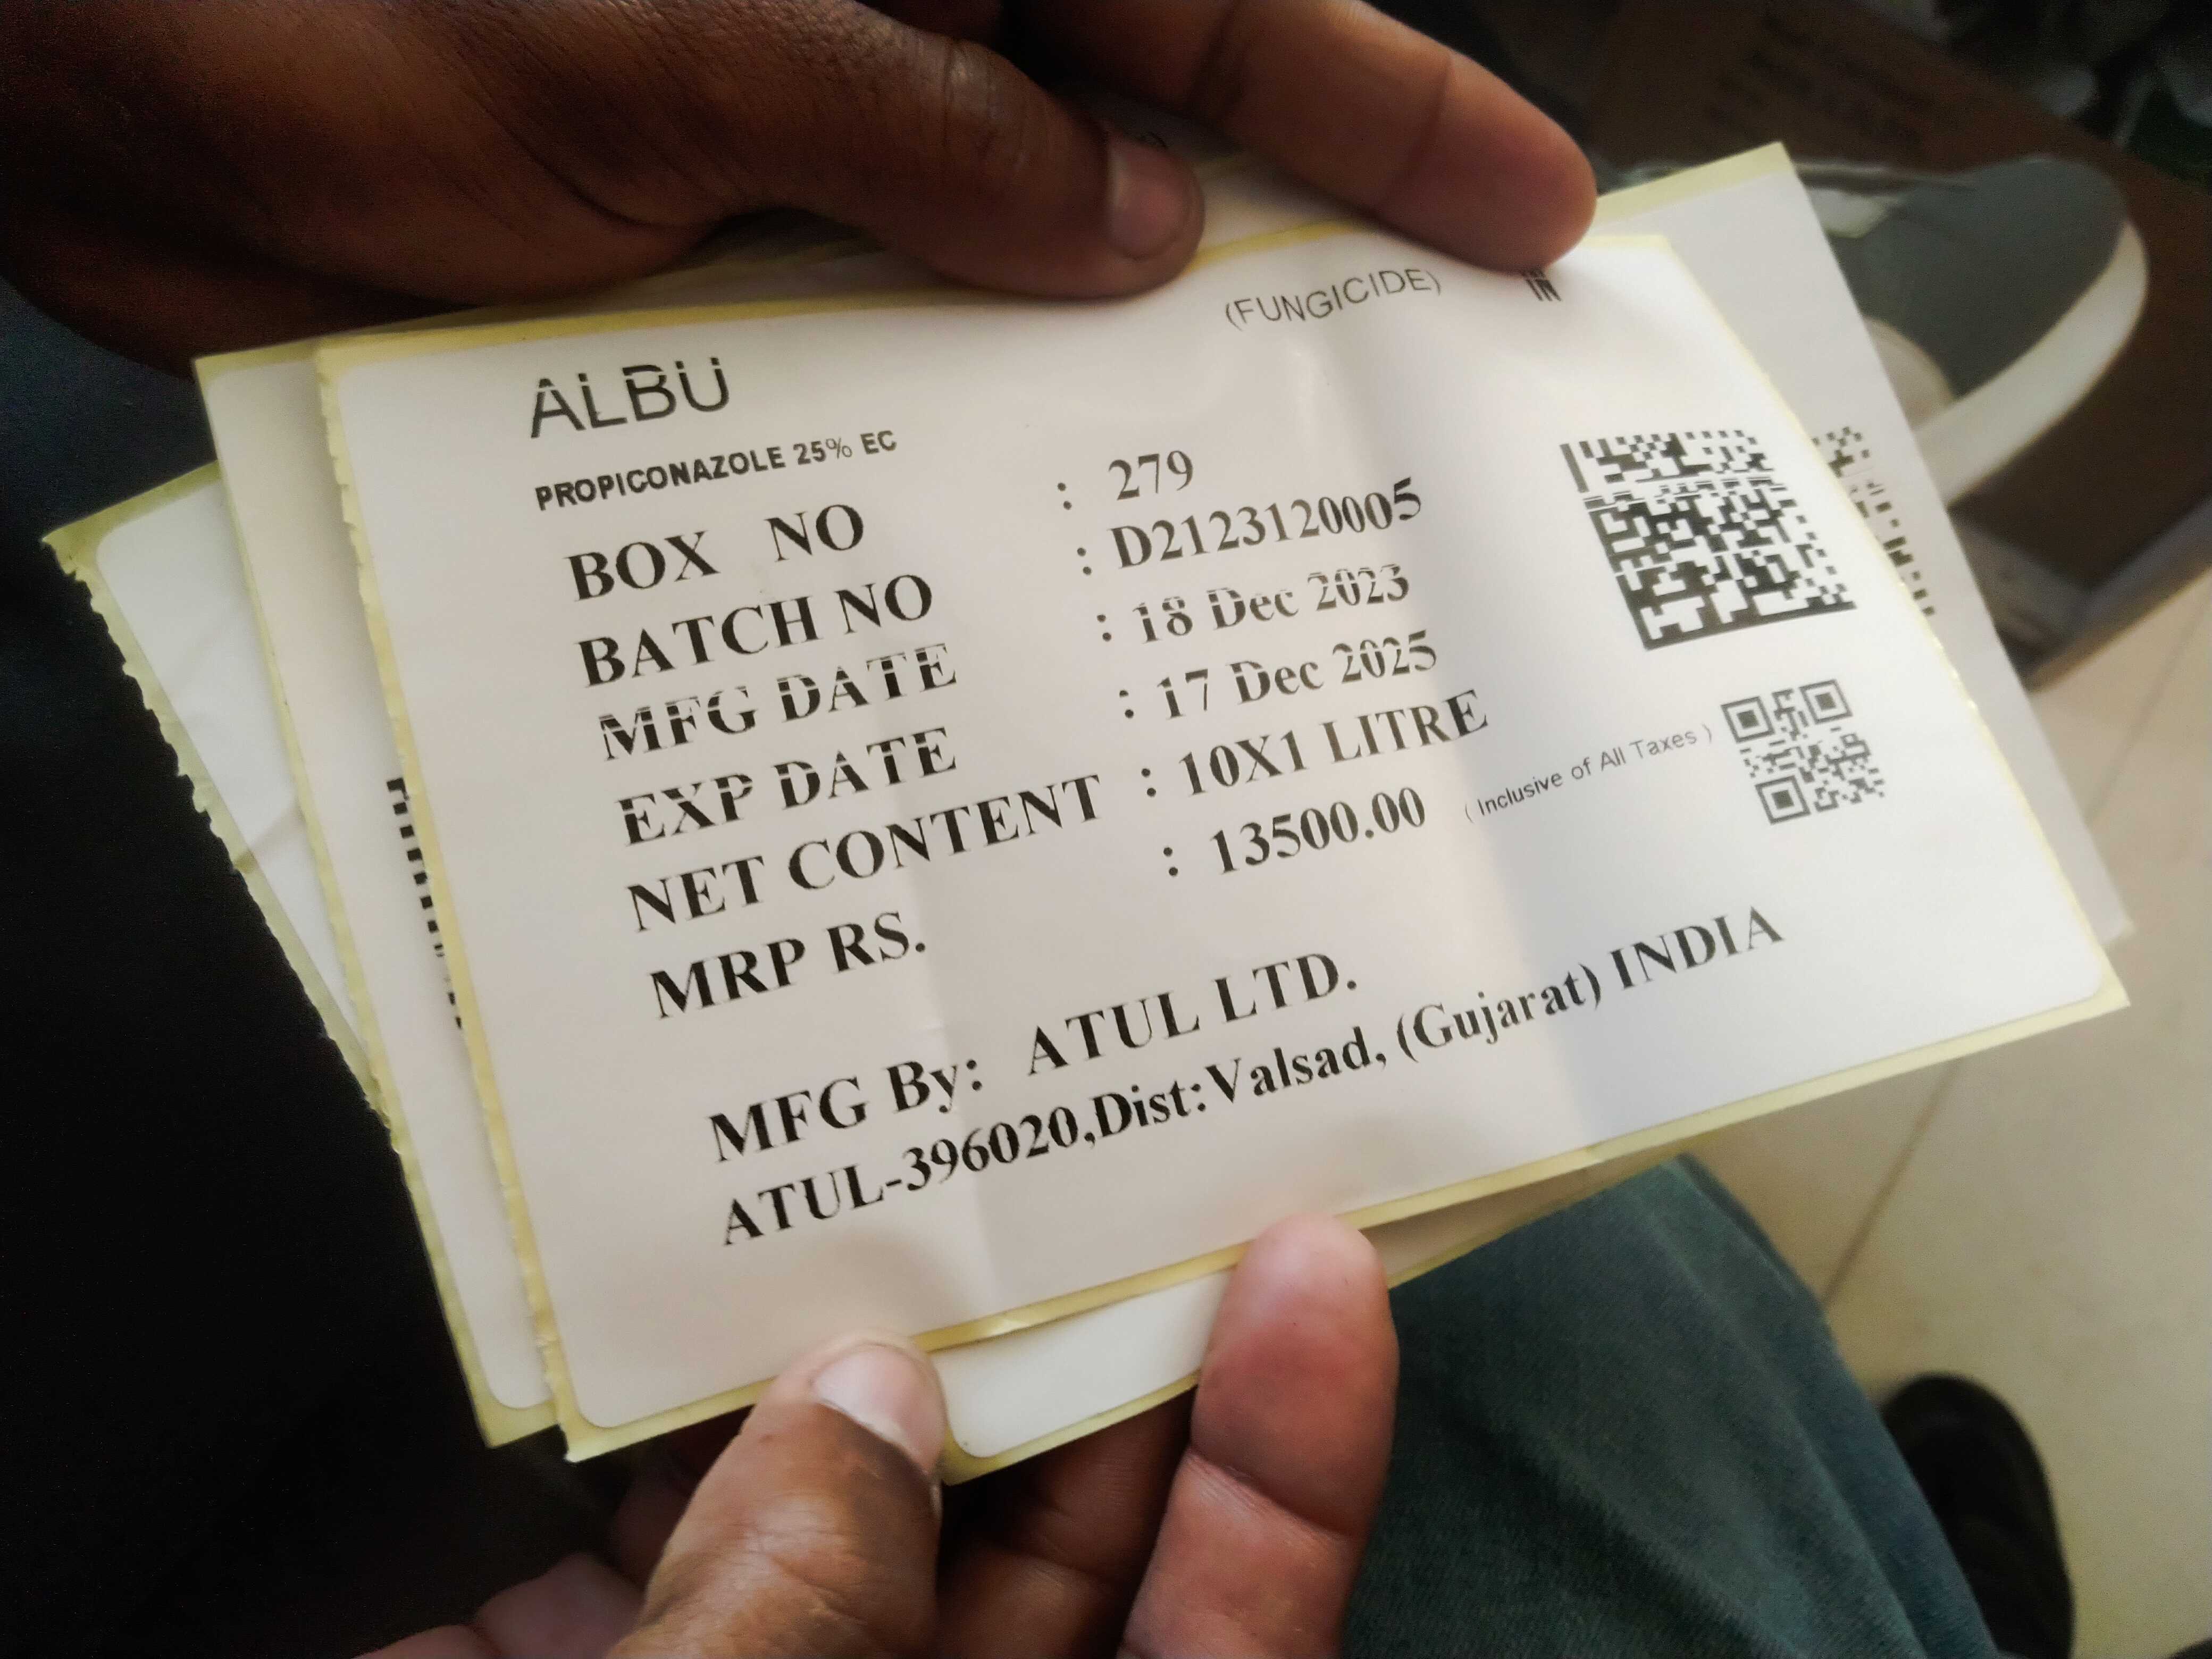 ALBU (FUNGICIDE) IN
PROPICONAZOLE 25% EC
BOX NO : 279
BATCH NO : D2123120005
MFG DATE : 18 Dec 2023
EXP DATE : 17 Dec 2025
NET CONTENT : 10X1 LITRE
MRP RS. : 13500.00 ( Inclusive of All Taxes )
MFG By: ATUL LTD.
ATUL-396020,Dist:Valsad, (Gujarat) INDIA